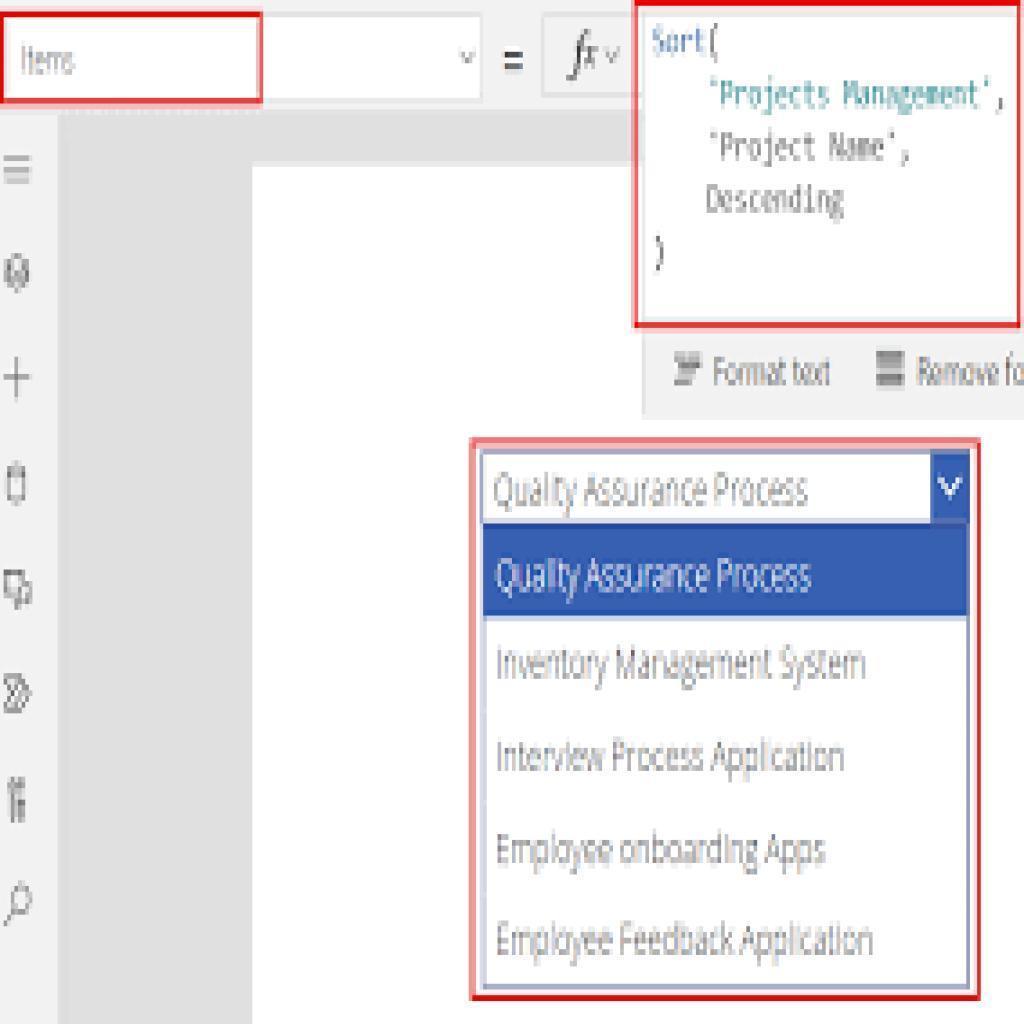 Items
=
fx
Sort(
'Projects Management',
'Project Name',
Descending
)
Format text
Remove fo
Quality Assurance Process
Quality Assurance Process
Inventory Management System
Interview Process Application
Employee onboarding Apps
Employee Feedback Application